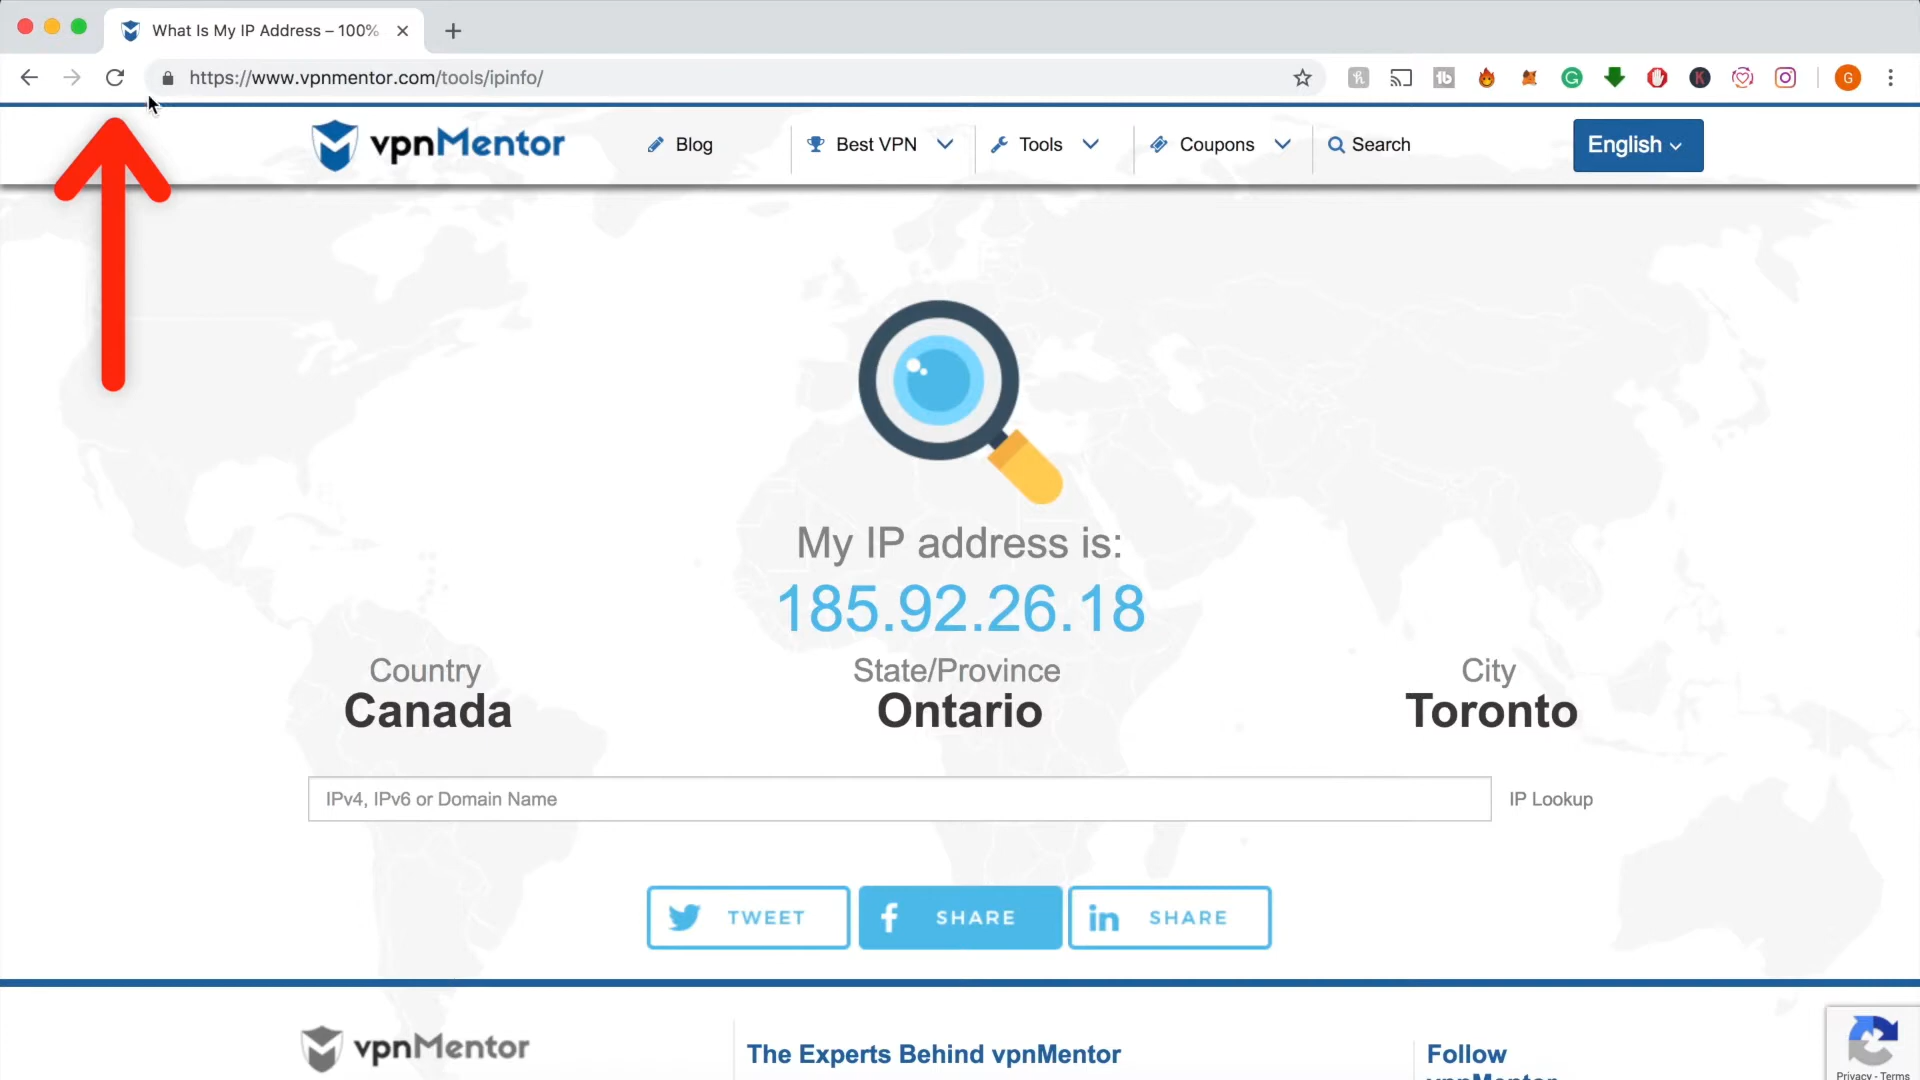 What Is My IP Address – 100%
https://www.vpnmentor.com/tools/ipinfo/
G
vpnMentor
Blog
Best VPN
Tools
Coupons
Search
English
My IP address is:
185.92.26.18
Country
Canada
State/Province
Ontario
City
Toronto
IPv4, IPv6 or Domain Name
IP Lookup
TWEET
SHARE
SHARE
vpnMentor
The Experts Behind vpnMentor
Follow
vpnMentor
Privacy - Terms